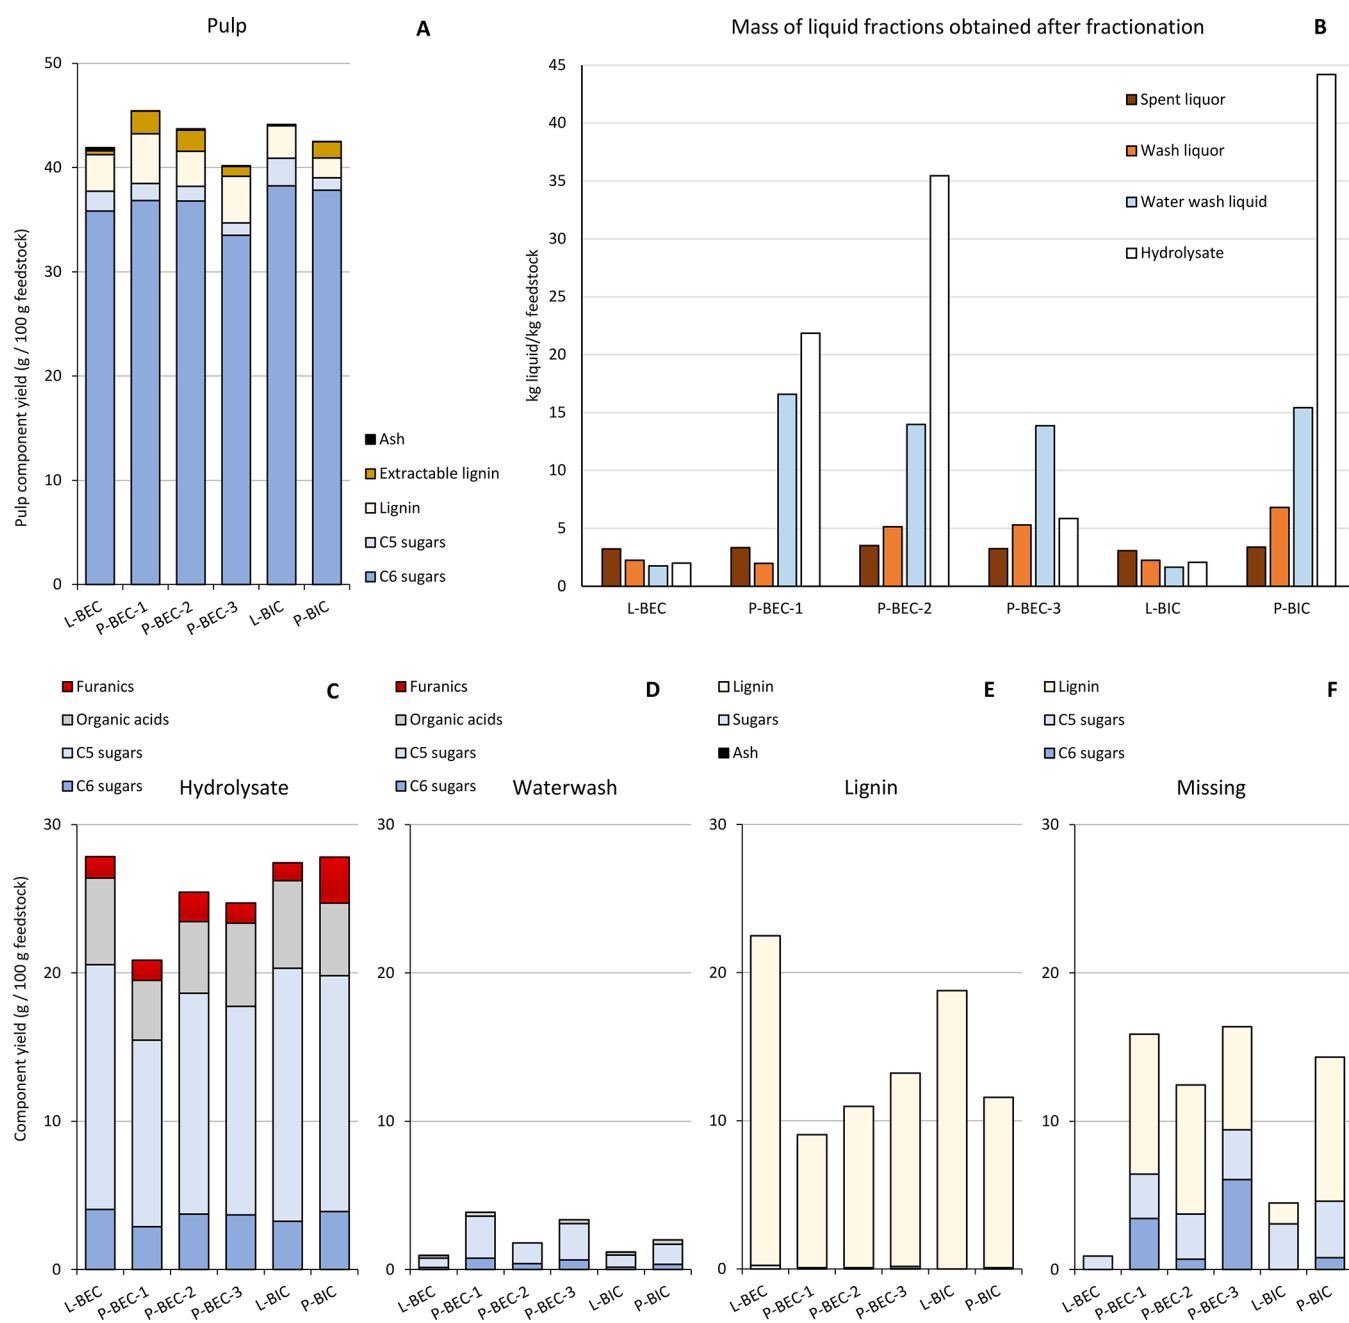 Pulp
A
Pulp component yield (g / 100 g feedstock)
50
40
30
20
10
0
L-BEC
P-BEC-1
P-BEC-2
P-BEC-3
L-BIC
P-BIC
Ash
Extractable lignin
Lignin
C5 sugars
C6 sugars
Mass of liquid fractions obtained after fractionation
B
kg liquid/kg feedstock
45
40
35
30
25
20
15
10
5
0
Spent liquor
Wash liquor
Water wash liquid
Hydrolysate
L-BEC
P-BEC-1
P-BEC-2
P-BEC-3
L-BIC
P-BIC
Furanics
C
Organic acids
C5 sugars
C6 sugars
Hydrolysate
Component yield (g / 100 g feedstock)
30
20
10
0
L-BEC
P-BEC-1
P-BEC-2
P-BEC-3
L-BIC
P-BIC
Furanics
D
Organic acids
C5 sugars
C6 sugars
Waterwash
30
20
10
0
L-BEC
P-BEC-1
P-BEC-2
P-BEC-3
L-BIC
P-BIC
Lignin
E
Sugars
Ash
Lignin
30
20
10
0
L-BEC
P-BEC-1
P-BEC-2
P-BEC-3
L-BIC
P-BIC
Lignin
F
C5 sugars
C6 sugars
Missing
30
20
10
0
L-BEC
P-BEC-1
P-BEC-2
P-BEC-3
L-BIC
P-BIC